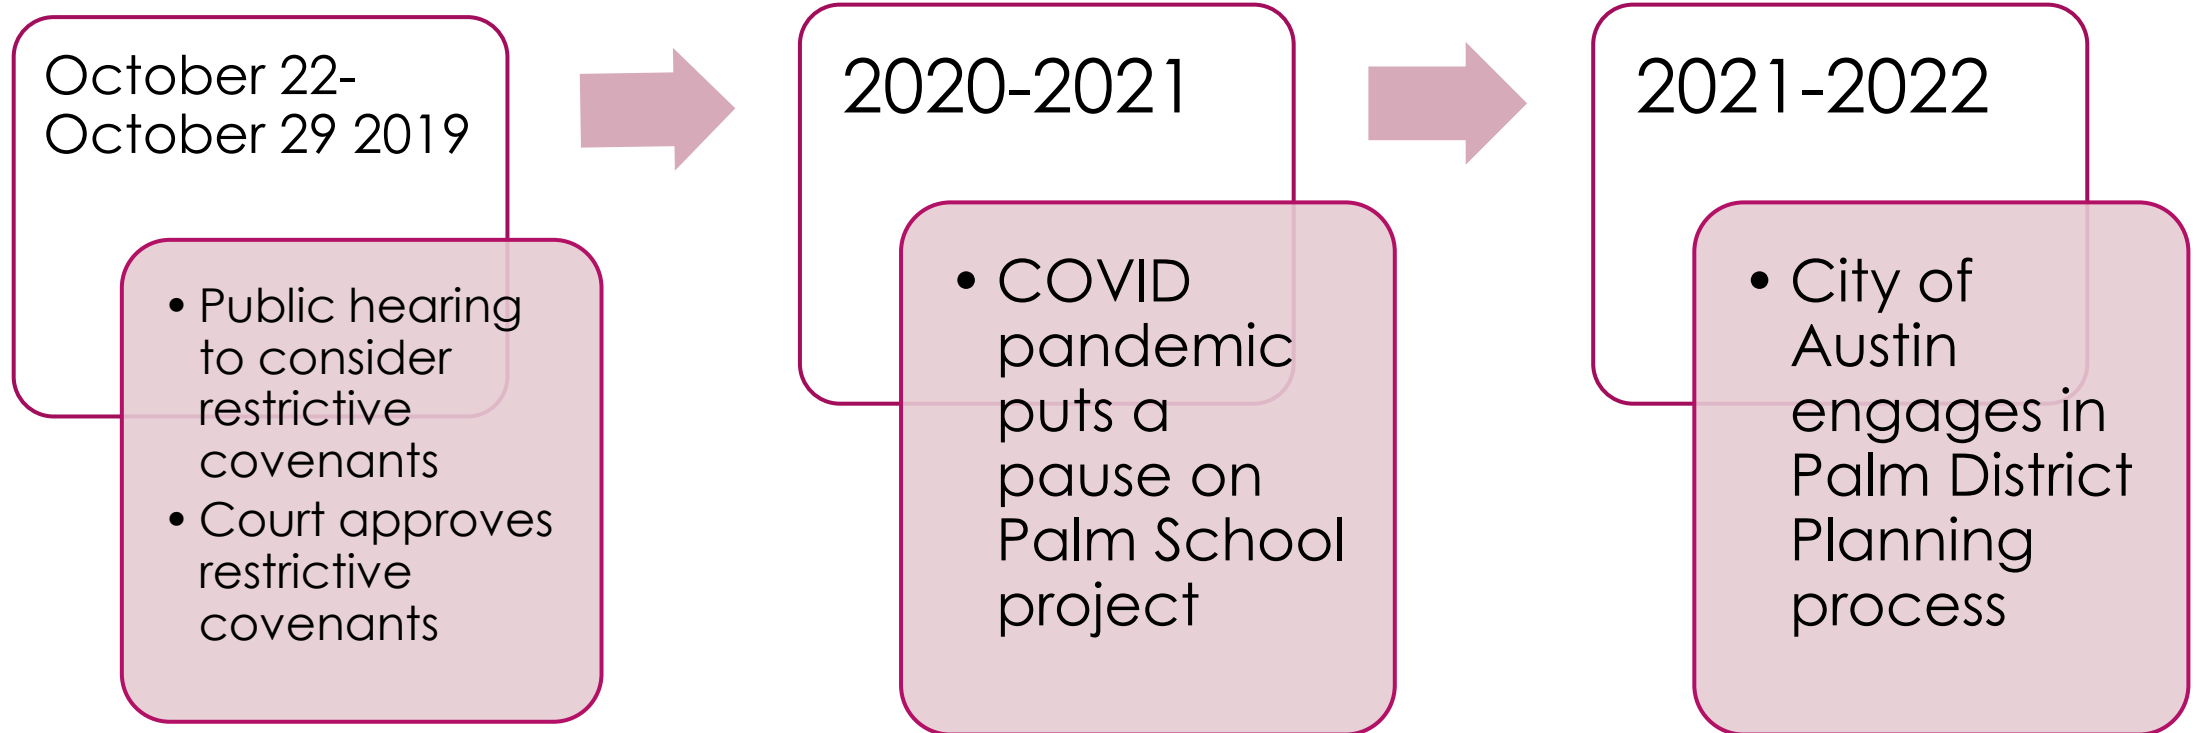 October 22-
October 29 2019
• Public hearing
to consider
restrictive
covenants
• Court approves
restrictive
covenants
2020-2021
• COVID
pandemic
puts a
pause on
Palm School
project
2021-2022
• City of
Austin
engages in
Palm District
Planning
process